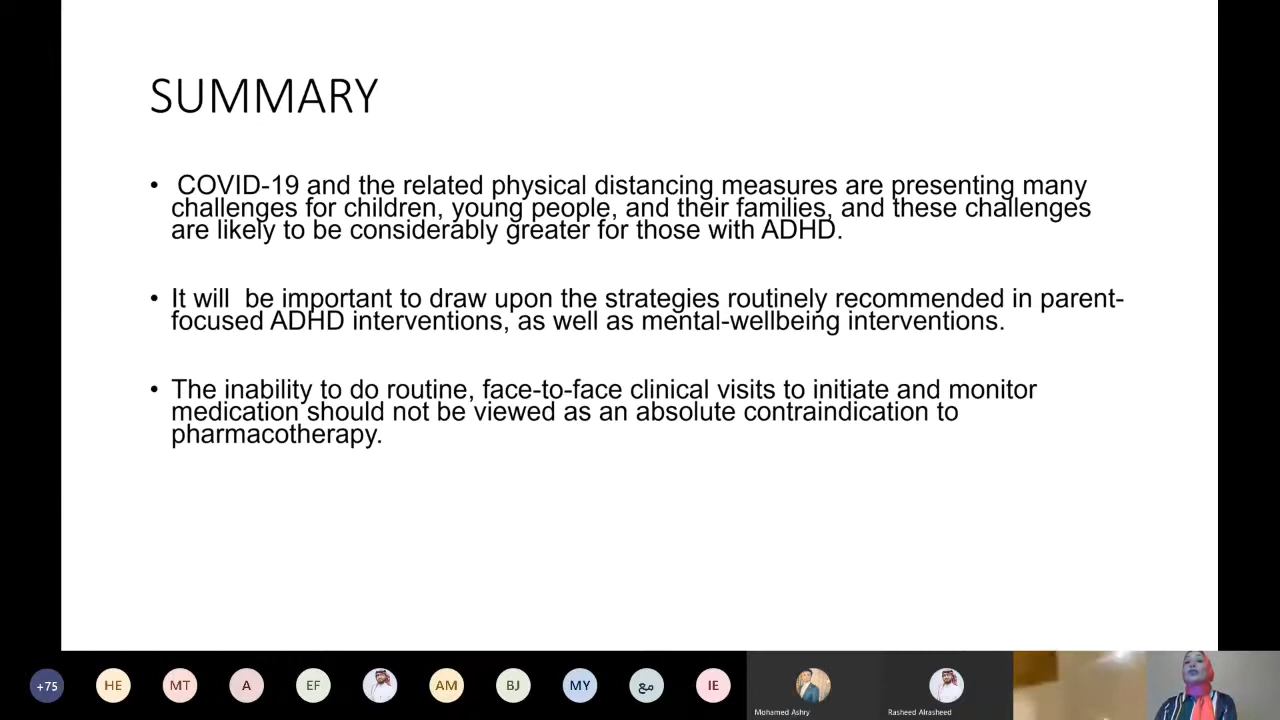 SUMMARY
• COVID-19 and the related physical distancing measures are presenting many
challenges for children, young people, and their families, and these challenges
are likely to be considerably greater for those with ADHD.
• It will  be important to draw upon the strategies routinely recommended in parent-
focused ADHD interventions, as well as mental-wellbeing interventions.
• The inability to do routine, face-to-face clinical visits to initiate and monitor
medication should not be viewed as an absolute contraindication to
pharmacotherapy.
+75 HE MT A EF AM BJ MY مع IE
Mohamed Ashry Rasheed Alrasheed